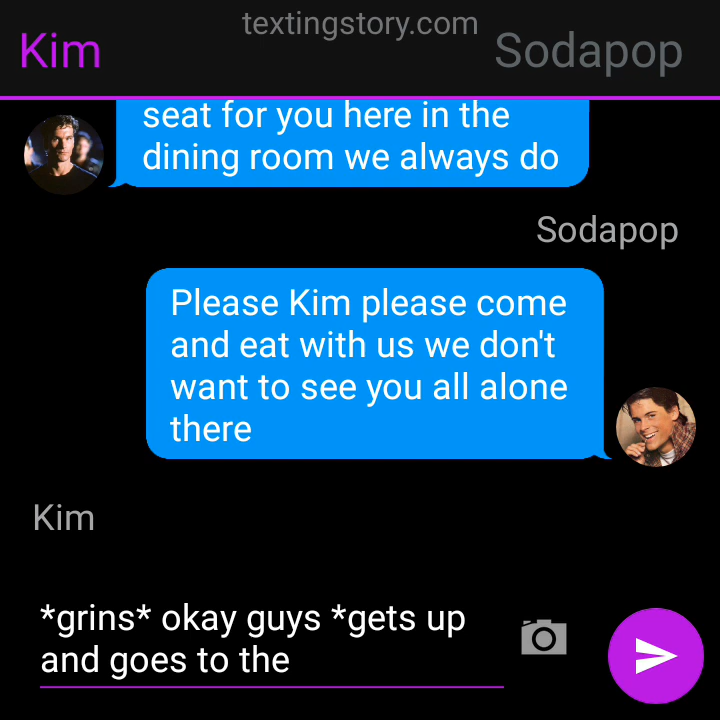 textingstory.com
Kim
Sodapop
seat for you here in the
dining room we always do
Sodapop
Please Kim please come
and eat with us we don't
want to see you all alone
there
Kim
*grins* okay guys *gets up
and goes to the